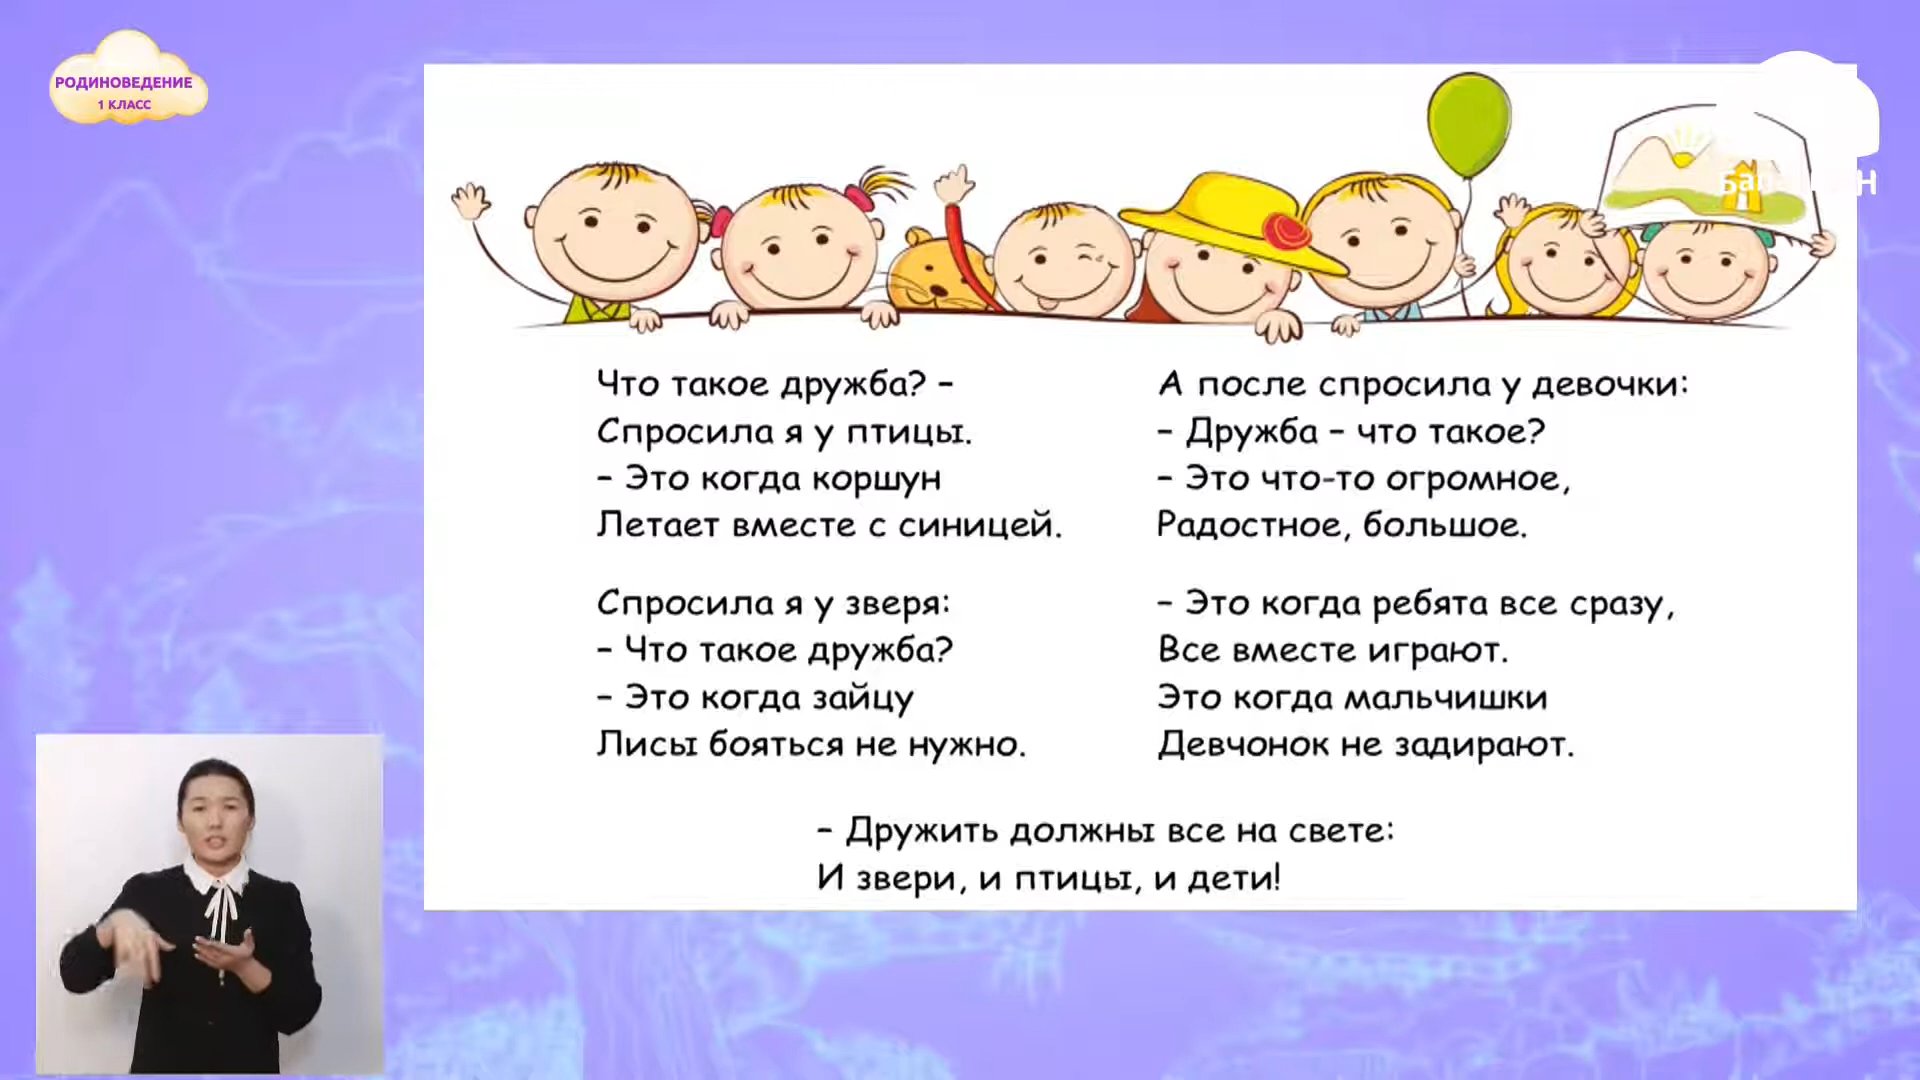 РОДИНОВЕДЕНИЕ
1 КЛАСС
Что такое дружба? –
Спросила я у птицы.
– Это когда коршун
Летает вместе с синицей.
Спросила я у зверя:
– Что такое дружба?
– Это когда зайцу
Лисы бояться не нужно.
А после спросила у девочки:
– Дружба – что такое?
– Это что-то огромное,
Радостное, большое.
– Это когда ребята все сразу,
Все вместе играют.
Это когда мальчишки
Девчонок не задирают.
– Дружить должны все на свете:
И звери, и птицы, и дети!